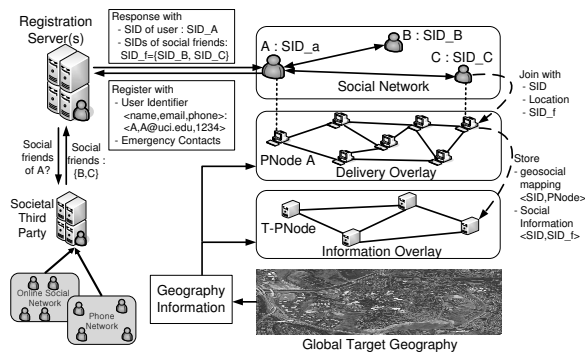 Registration
Server(s)
Response with
- SID of user : SID_A
- SIDs of social friends:
SID_f={SID_B, SID_C}
Register with
- User Identifier
<name,email,phone>:
<A,A@uci.edu,1234>
- Emergency Contacts
A : SID_a
B : SID_B
C : SID_C
Social Network
Join with
- SID
- Location
- SID_f
PNode A
Delivery Overlay
Store
- geosocial
mapping
<SID,PNode>
- Social
Information
<SID,SID_f>
T-PNode
Information Overlay
Social
friends
of A?
Social
friends :
{B,C}
Societal
Third
Party
Online Social
Network
Phone
Network
Geography
Information
Global Target Geography